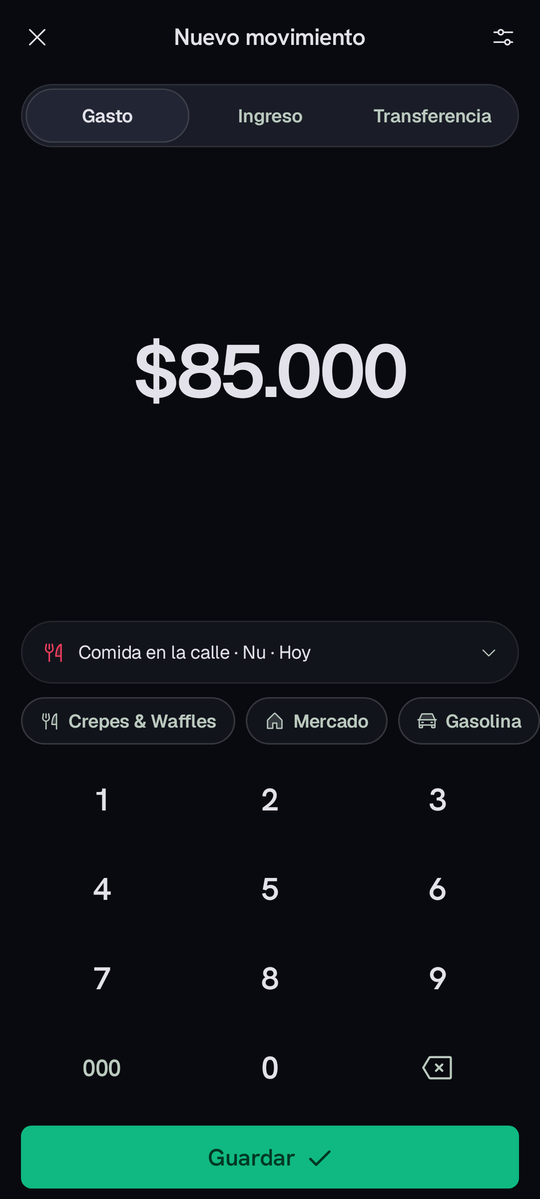 Nuevo movimiento
Gasto Ingreso Transferencia
$85.000
Comida en la calle · Nu · Hoy
Crepes & Waffles Mercado Gasolina
1 2 3
4 5 6
7 8 9
000 0
Guardar